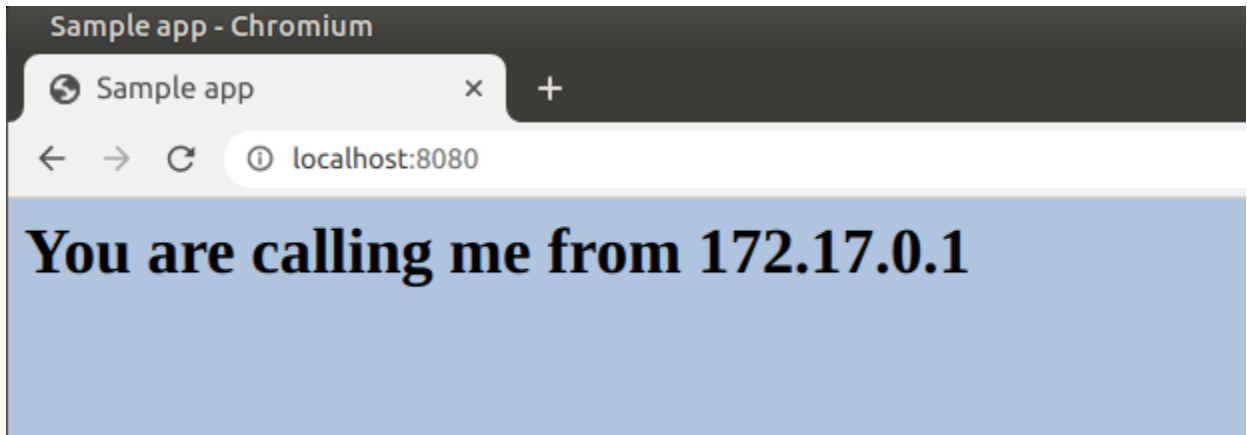 Sample app - Chromium
Sample app
localhost:8080
You are calling me from 172.17.0.1